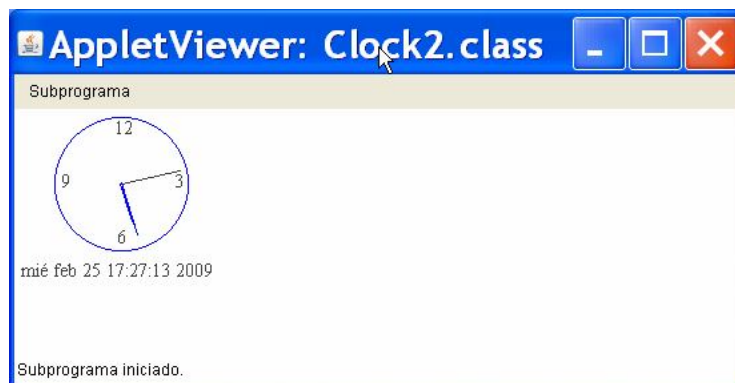 AppletViewer: Clock2.class
Subprograma
12
9
3
6
mié feb 25 17:27:13 2009
Subprograma iniciado.